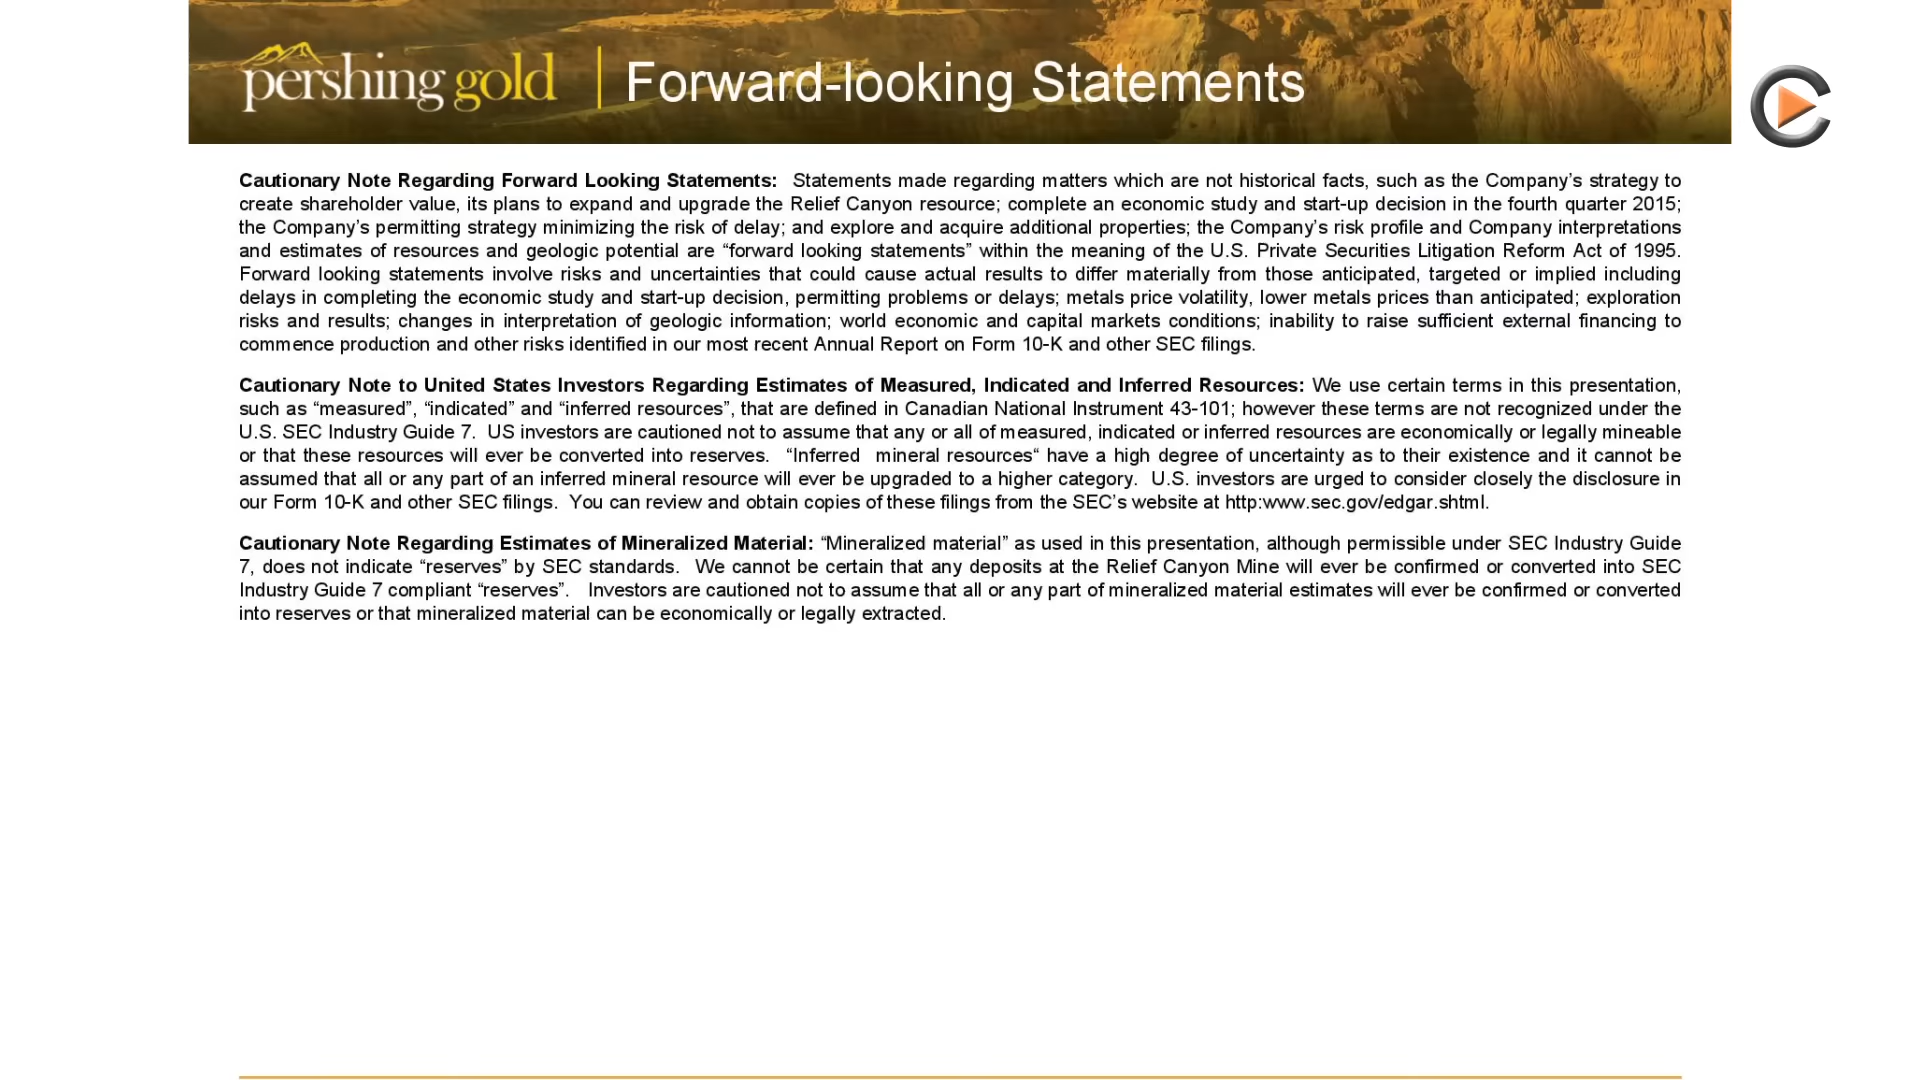 pershing gold | Forward-looking Statements
Cautionary Note Regarding Forward Looking Statements:  Statements made regarding matters which are not historical facts, such as the Company’s strategy to
create shareholder value, its plans to expand and upgrade the Relief Canyon resource; complete an economic study and start-up decision in the fourth quarter 2015;
the Company’s permitting strategy minimizing the risk of delay; and explore and acquire additional properties; the Company’s risk profile and Company interpretations
and estimates of resources and geologic potential are “forward looking statements” within the meaning of the U.S. Private Securities Litigation Reform Act of 1995.
Forward looking statements involve risks and uncertainties that could cause actual results to differ materially from those anticipated, targeted or implied including
delays in completing the economic study and start-up decision, permitting problems or delays; metals price volatility, lower metals prices than anticipated; exploration
risks and results; changes in interpretation of geologic information; world economic and capital markets conditions; inability to raise sufficient external financing to
commence production and other risks identified in our most recent Annual Report on Form 10-K and other SEC filings.
Cautionary Note to United States Investors Regarding Estimates of Measured, Indicated and Inferred Resources: We use certain terms in this presentation,
such as “measured”, “indicated” and “inferred resources”, that are defined in Canadian National Instrument 43-101; however these terms are not recognized under the
U.S. SEC Industry Guide 7.  US investors are cautioned not to assume that any or all of measured, indicated or inferred resources are economically or legally mineable
or that these resources will ever be converted into reserves.  “Inferred  mineral resources“ have a high degree of uncertainty as to their existence and it cannot be
assumed that all or any part of an inferred mineral resource will ever be upgraded to a higher category.  U.S. investors are urged to consider closely the disclosure in
our Form 10-K and other SEC filings.  You can review and obtain copies of these filings from the SEC’s website at http:www.sec.gov/edgar.shtml.
Cautionary Note Regarding Estimates of Mineralized Material: “Mineralized material” as used in this presentation, although permissible under SEC Industry Guide
7, does not indicate “reserves” by SEC standards.  We cannot be certain that any deposits at the Relief Canyon Mine will ever be confirmed or converted into SEC
Industry Guide 7 compliant “reserves”.   Investors are cautioned not to assume that all or any part of mineralized material estimates will ever be confirmed or converted
into reserves or that mineralized material can be economically or legally extracted.